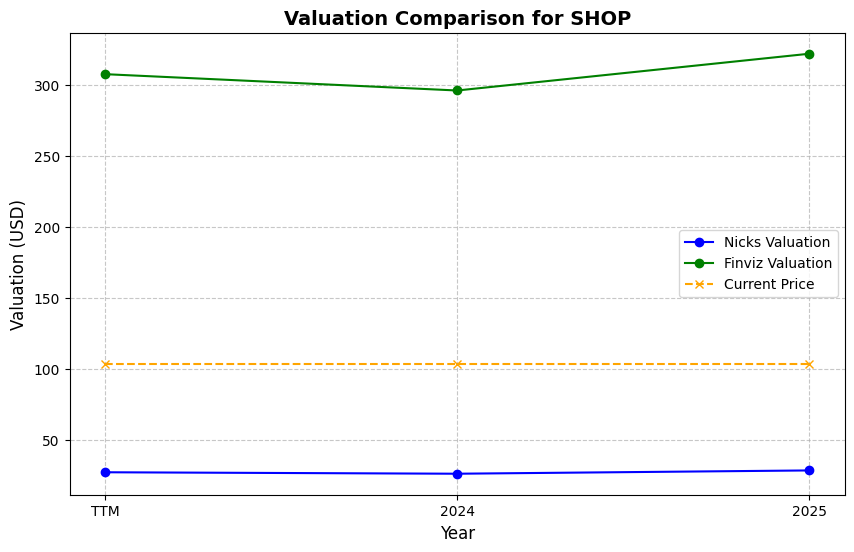 Valuation Comparison for SHOP
Valuation (USD)
300
250
200
150
100
50
Nicks Valuation
Finviz Valuation
Current Price
TTM
2024
2025
Year